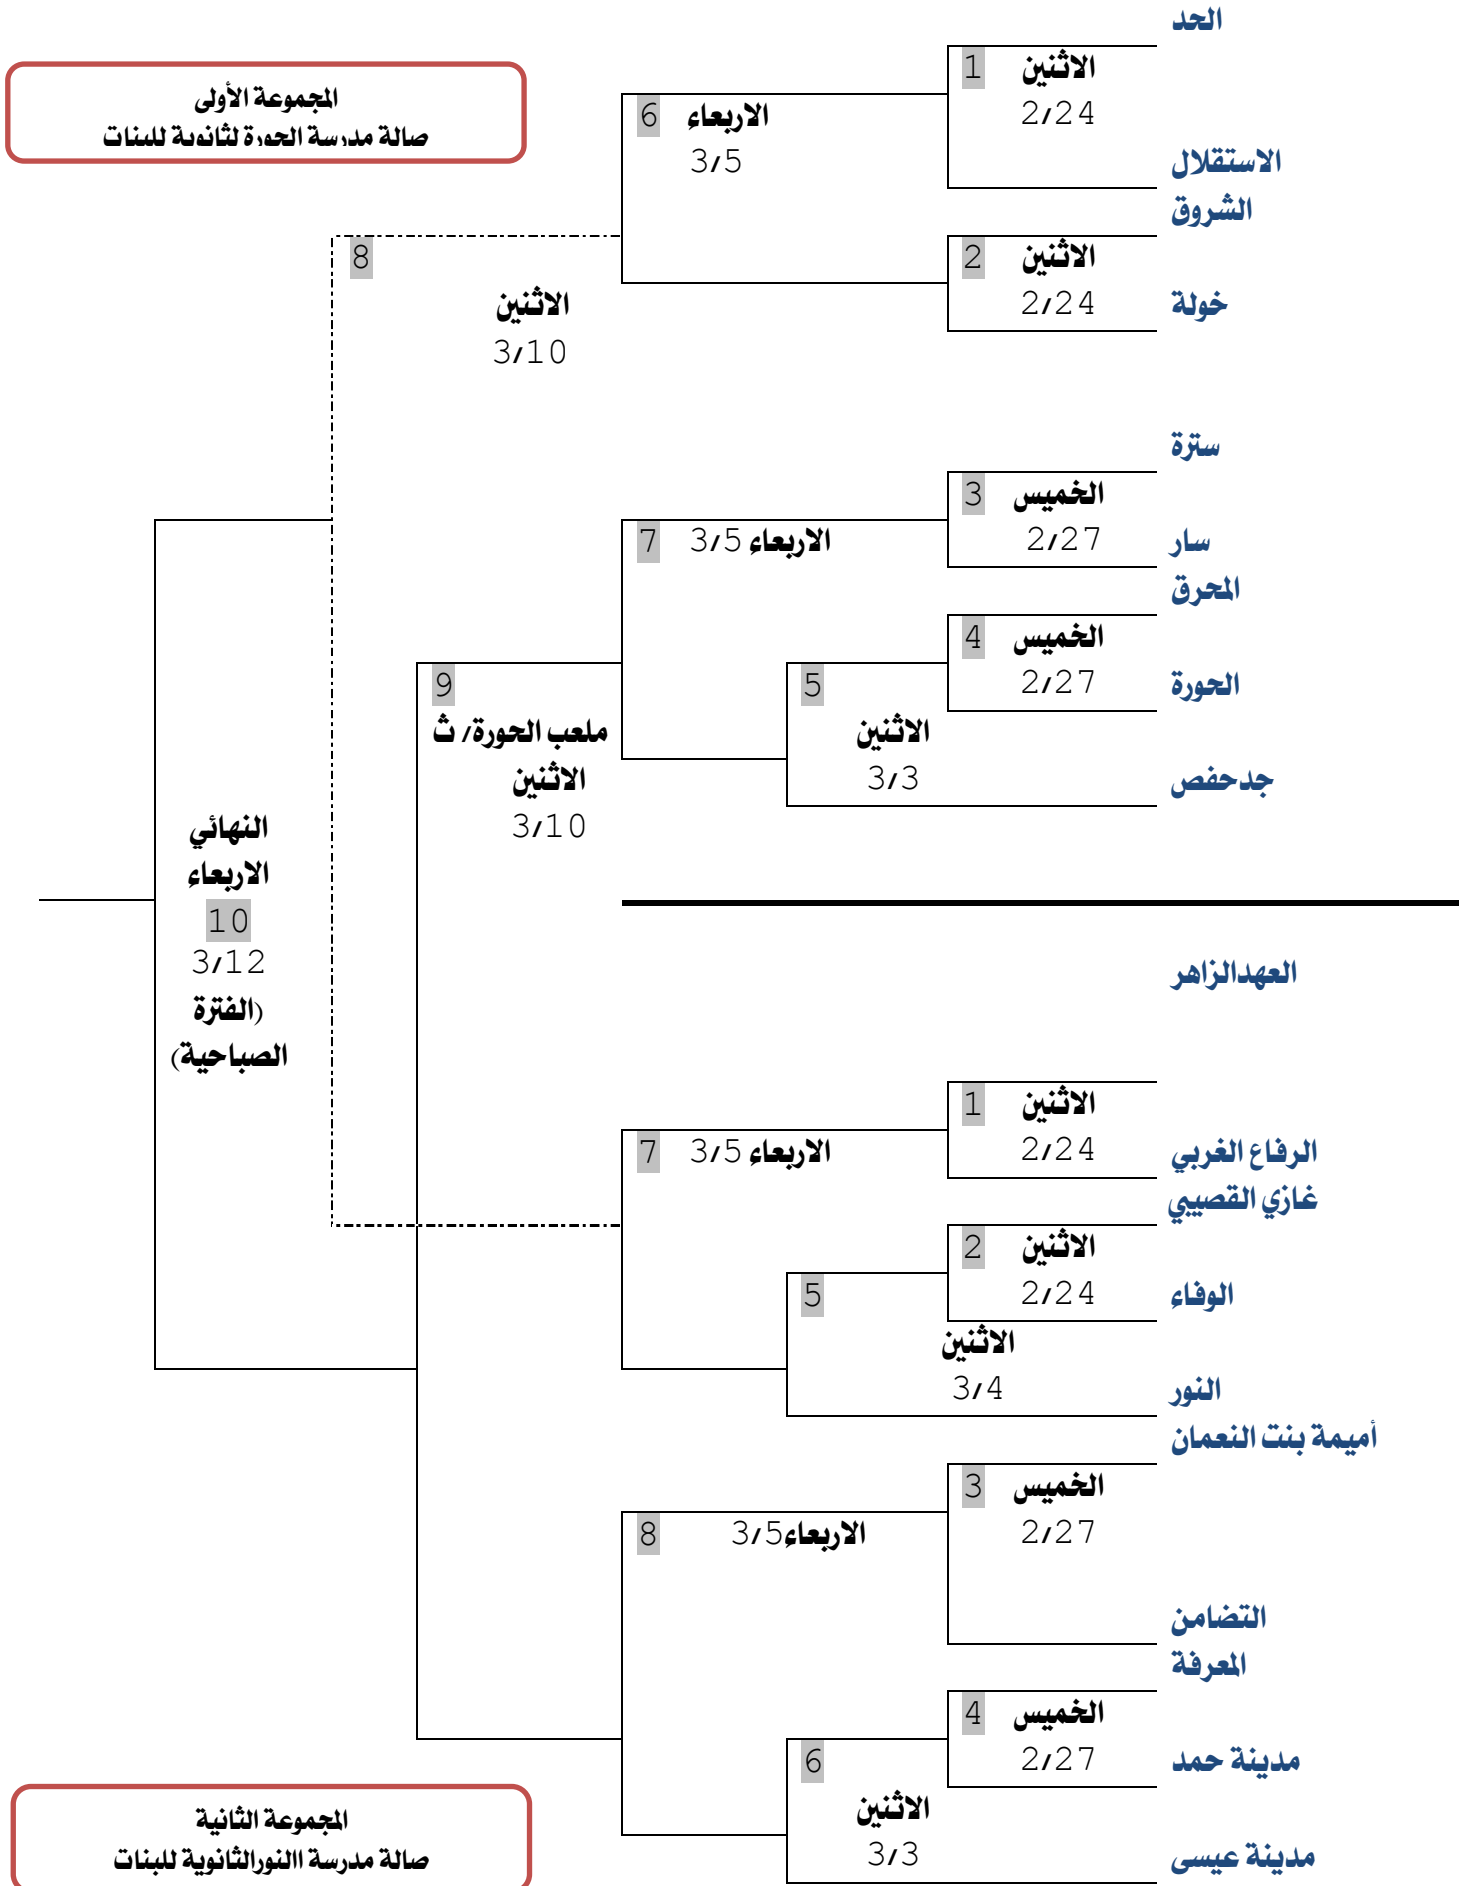 الحد
1 الاثنين
2/24
المجموعة الأولى
صالة مدرسة الحورة لثانوية للبنات
6 الاربعاء
3/5
الاستقلال
الشروق
2 الاثنين
2/24
خولة
8
الاثنين
3/10
سترة
3 الخميس
2/27
سار
7 الاربعاء 3/5
المحرق
4 الخميس
2/27
الحورة
5
الاثنين
3/3
جدحفص
9
ملعب الحورة/ ث
الاثنين
3/10
النهائي
الاربعاء
10
3/12
(الفترة
الصباحية)
العهدالزاهر
1 الاثنين
2/24
الرفاع الغربي
7 الاربعاء 3/5
غازي القصيبي
2 الاثنين
2/24
الوفاء
5
الاثنين
3/4
النور
أميمة بنت النعمان
3 الخميس
2/27
8 الاربعاء3/5
التضامن
المعرفة
4 الخميس
2/27
مدينة حمد
6
الاثنين
3/3
مدينة عيسى
المجموعة الثانية
صالة مدرسة االنورالثانوية للبنات